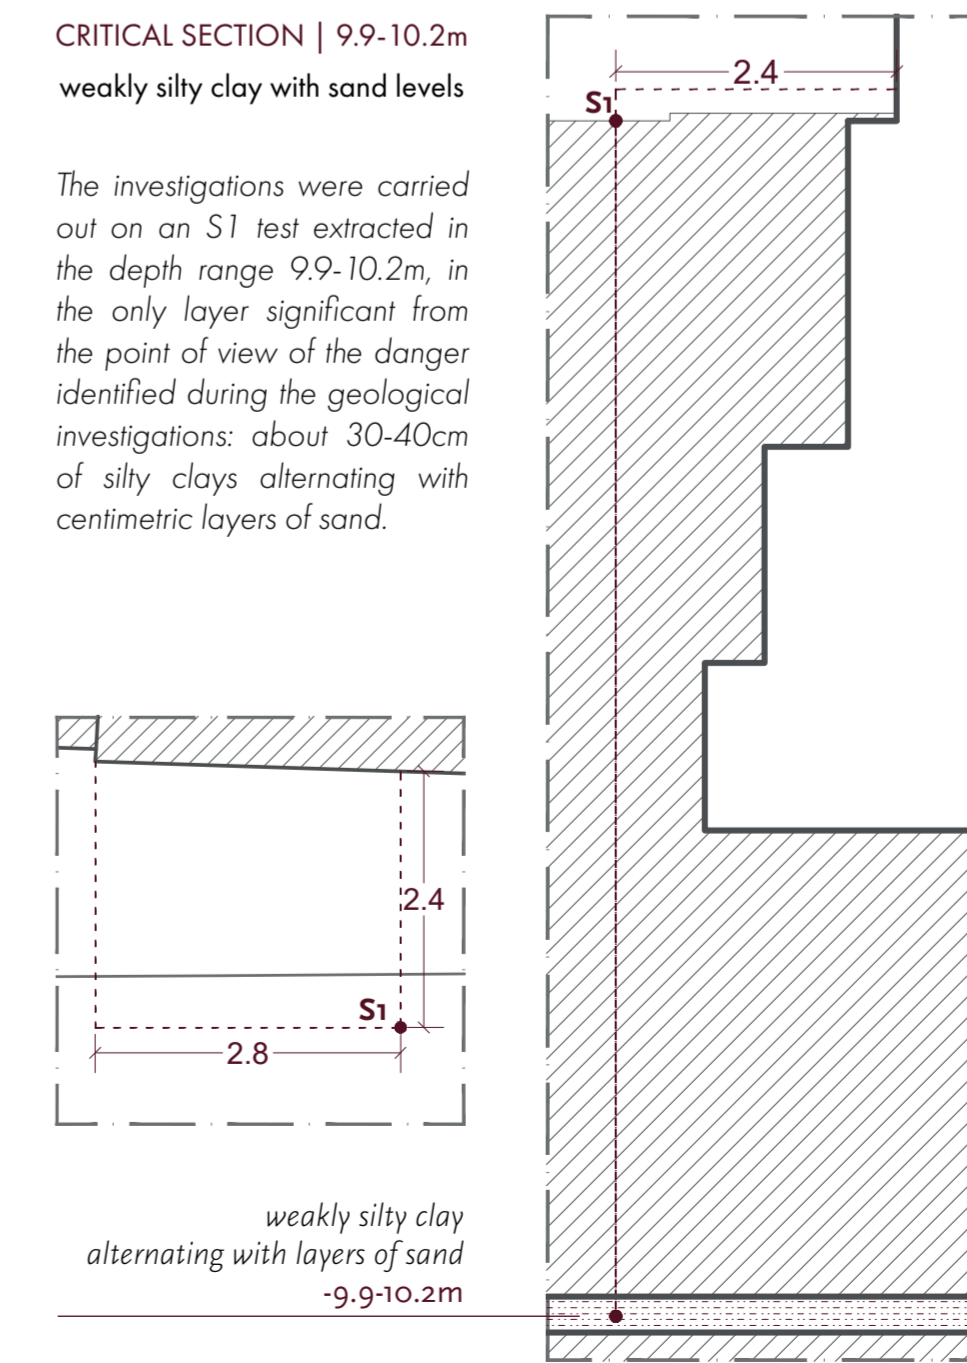 CRITICAL SECTION | 9.9-10.2m
weakly silty clay with sand levels
The investigations were carried
out on an S1 test extracted in
the depth range 9.9-10.2m, in
the only layer significant from
the point of view of the danger
identified during the geological
investigations: about 30-40cm
of silty clays alternating with
centimetric layers of sand.
2.4
S1
2.4
S1
2.8
weakly silty clay
alternating with layers of sand
-9.9-10.2m